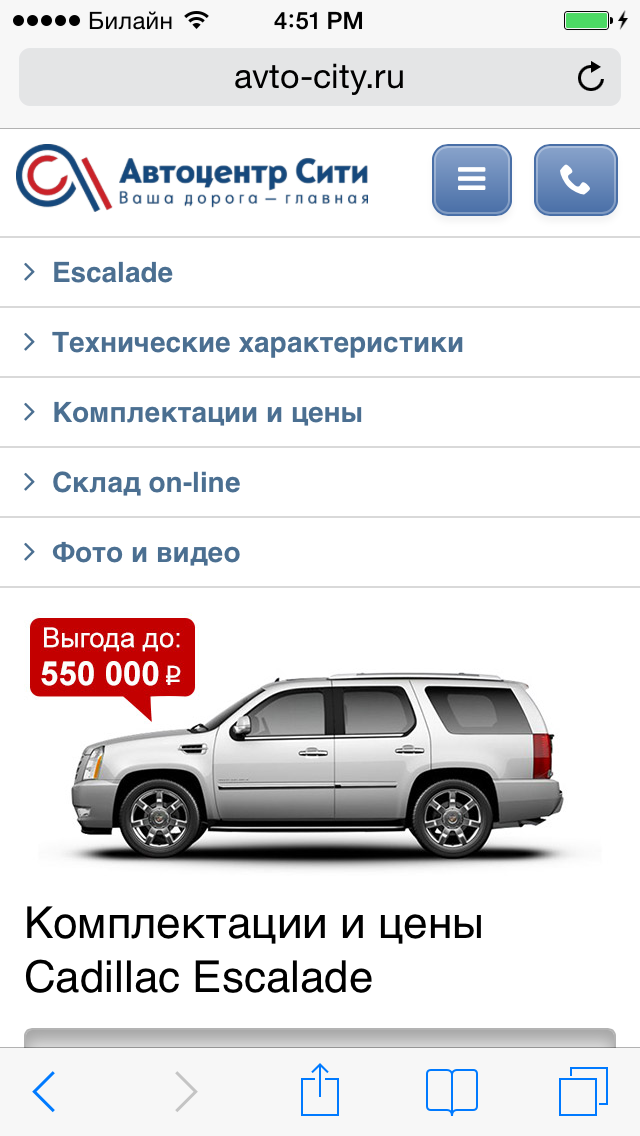 Билайн 4:51 PM
avto-city.ru
Автоцентр Сити
Ваша дорога – главная
Escalade
Технические характеристики
Комплектации и цены
Склад on-line
Фото и видео
Выгода до:
550 000 ₽
Комплектации и цены
Cadillac Escalade